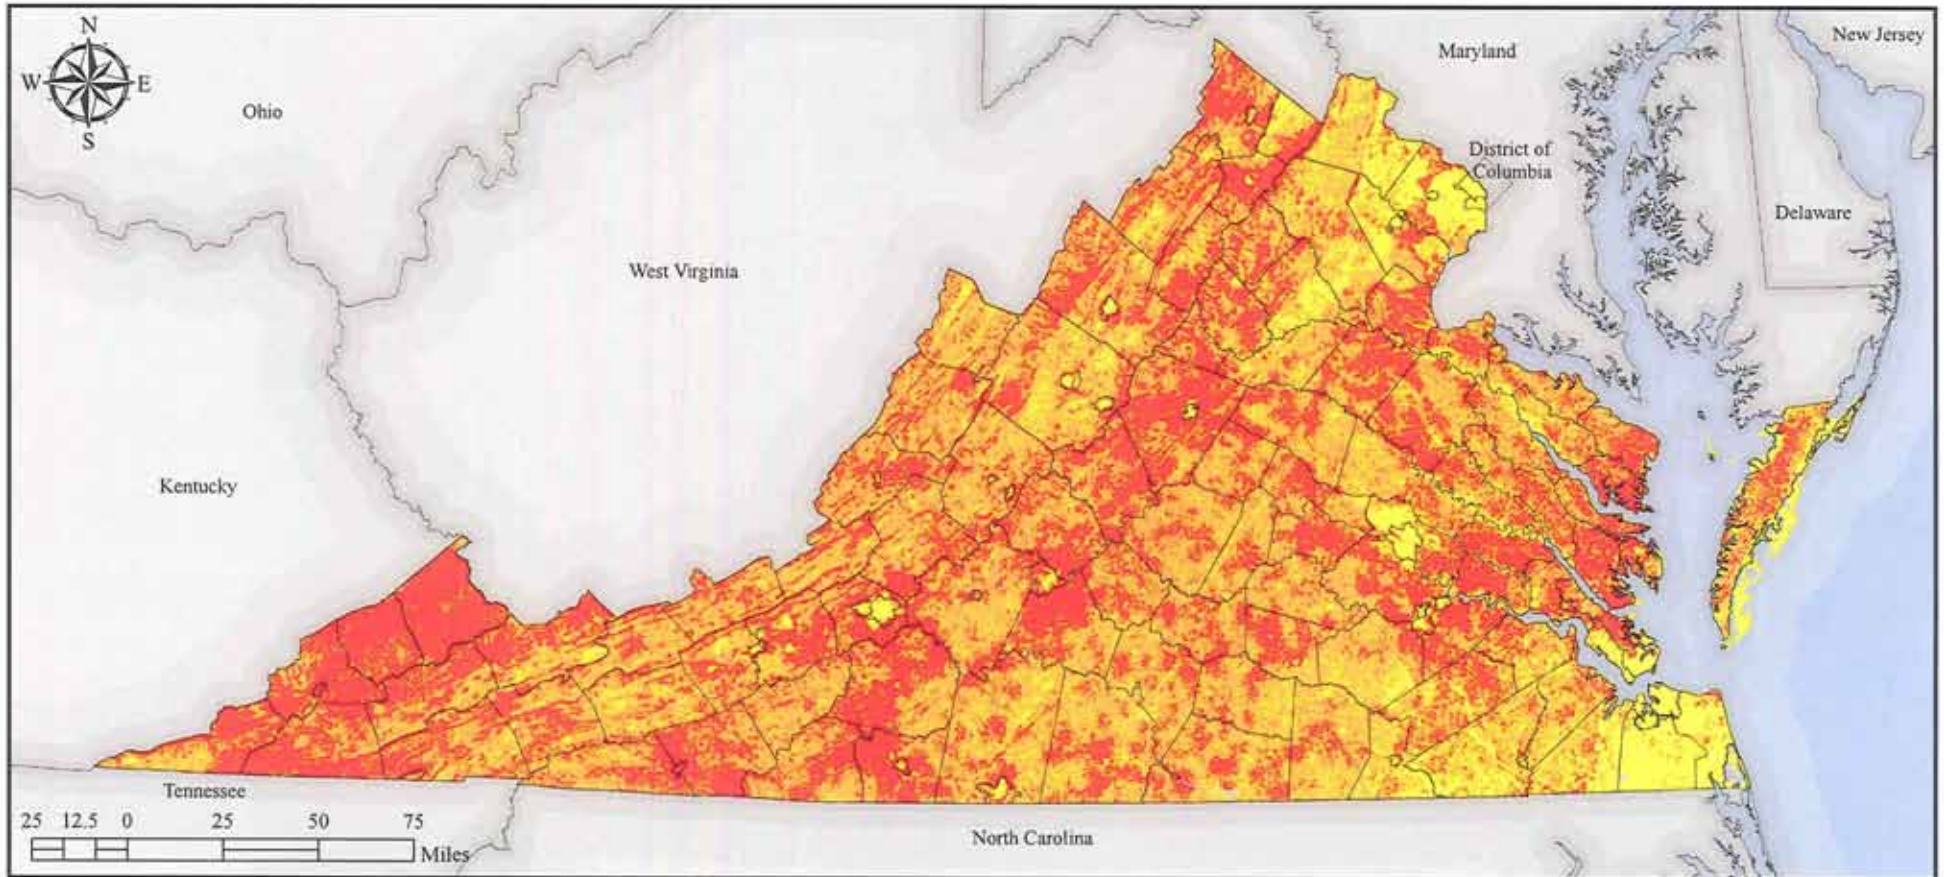 N
W E
S
Ohio
Maryland
New Jersey
District of
Columbia
Delaware
West Virginia
Kentucky
Tennessee
North Carolina
25 12.5 0 25 50 75
Miles